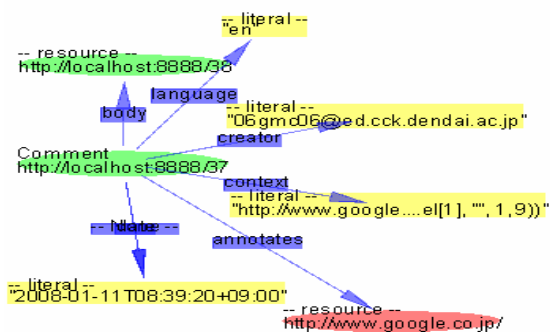 -- literal --
"en"
-- resource --
http://localhost:8888/38
language
body
-- literal --
"06gmc06@ed.cck.dendai.ac.jp"
creator
Comment
http://localhost:8888/37
context
-- literal --
"http://www.google....el[1], "", 1, 9))"
annotates
-- literal --
"2008-01-11T08:39:20+09:00"
-- resource --
http://www.google.co.jp/